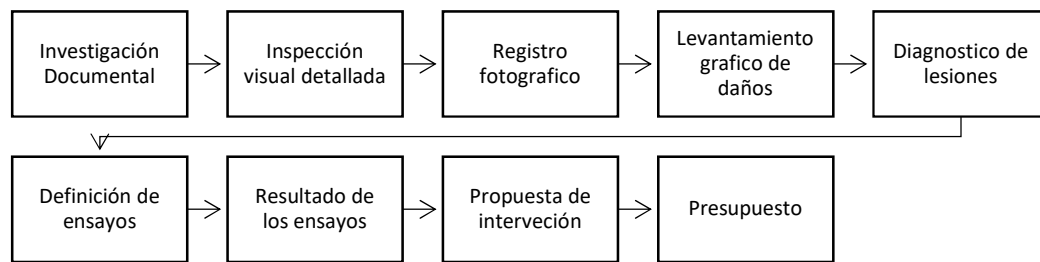 Investigación
Documental
Inspección
visual detallada
Registro
fotografico
Levantamiento
grafico de
daños
Diagnostico de
lesiones
Definición de
ensayos
Resultado de
los ensayos
Propuesta de
interveción
Presupuesto